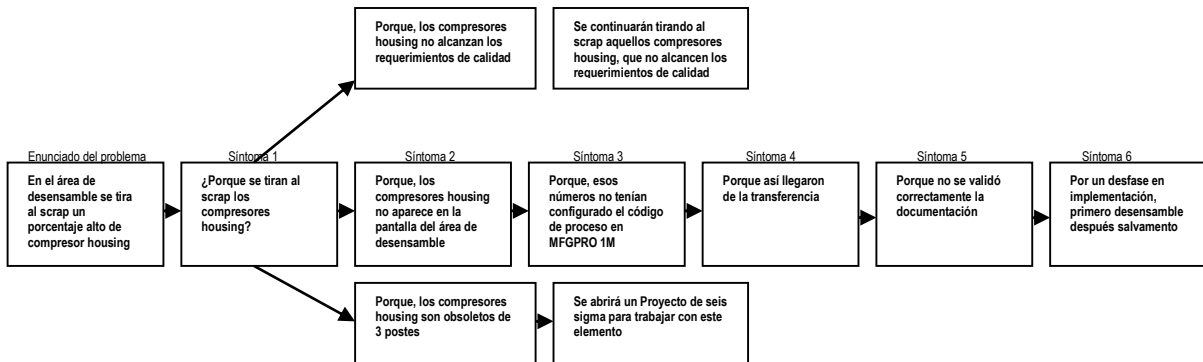 Porque, los compresores
housing no alcanzan los
requerimientos de calidad
Se continuarán tirando al
scrap aquellos compresores
housing, que no alcancen los
requerimientos de calidad
Enunciado del problema
En el área de
desensamble se tira
al scrap un
porcentaje alto de
compresor housing
Síntoma 1
¿Porque se tiran al
scrap los
compresores
housing?
Síntoma 2
Porque, los
compresores housing
no aparece en la
pantalla del área de
desensamble
Síntoma 3
Porque, esos
números no tenían
configurado el código
de proceso en
MFGPRO 1M
Síntoma 4
Porque así llegaron
de la transferencia
Síntoma 5
Porque no se validó
correctamente la
documentación
Síntoma 6
Por un desfase en
implementación,
primero desensamble
después salvamento
Porque, los compresores
housing son obsoletos de
3 postes
Se abrirá un Proyecto de seis
sigma para trabajar con este
elemento